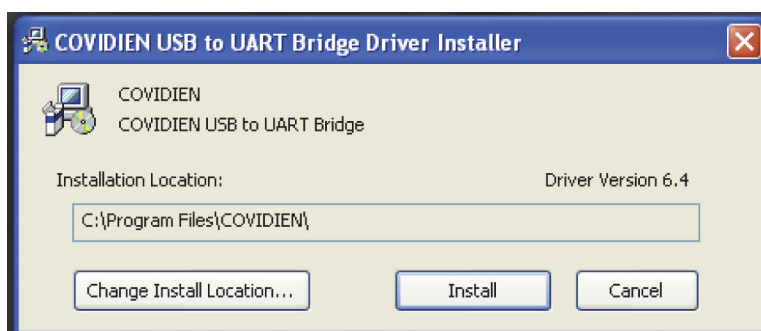 COVIDIEN USB to UART Bridge Driver Installer
COVIDIEN
COVIDIEN USB to UART Bridge
Installation Location:
Driver Version 6.4
C:\Program Files\COVIDIEN\
Change Install Location...
Install
Cancel